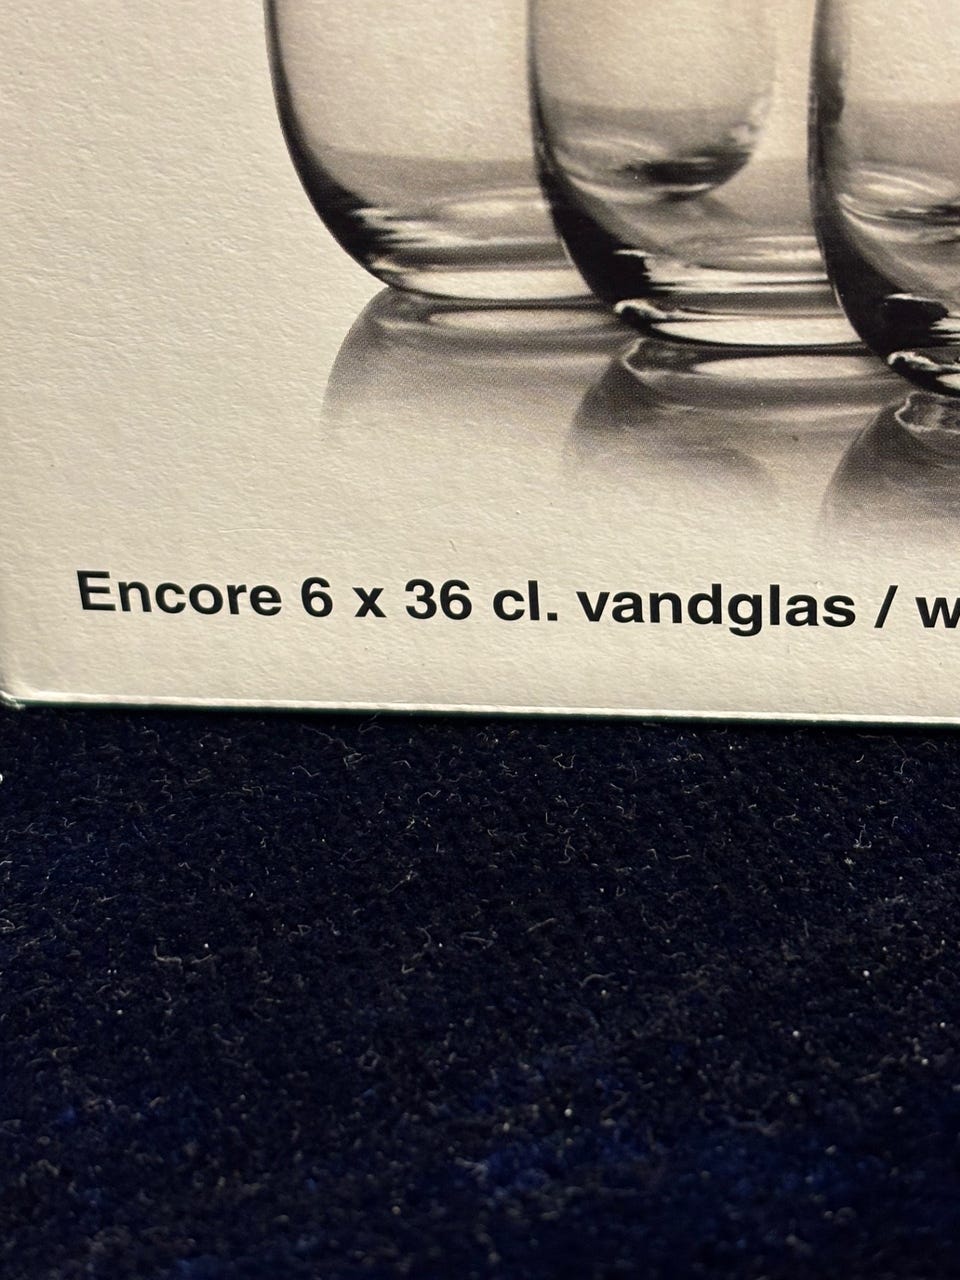 Encore 6 x 36 cl. vandglas /